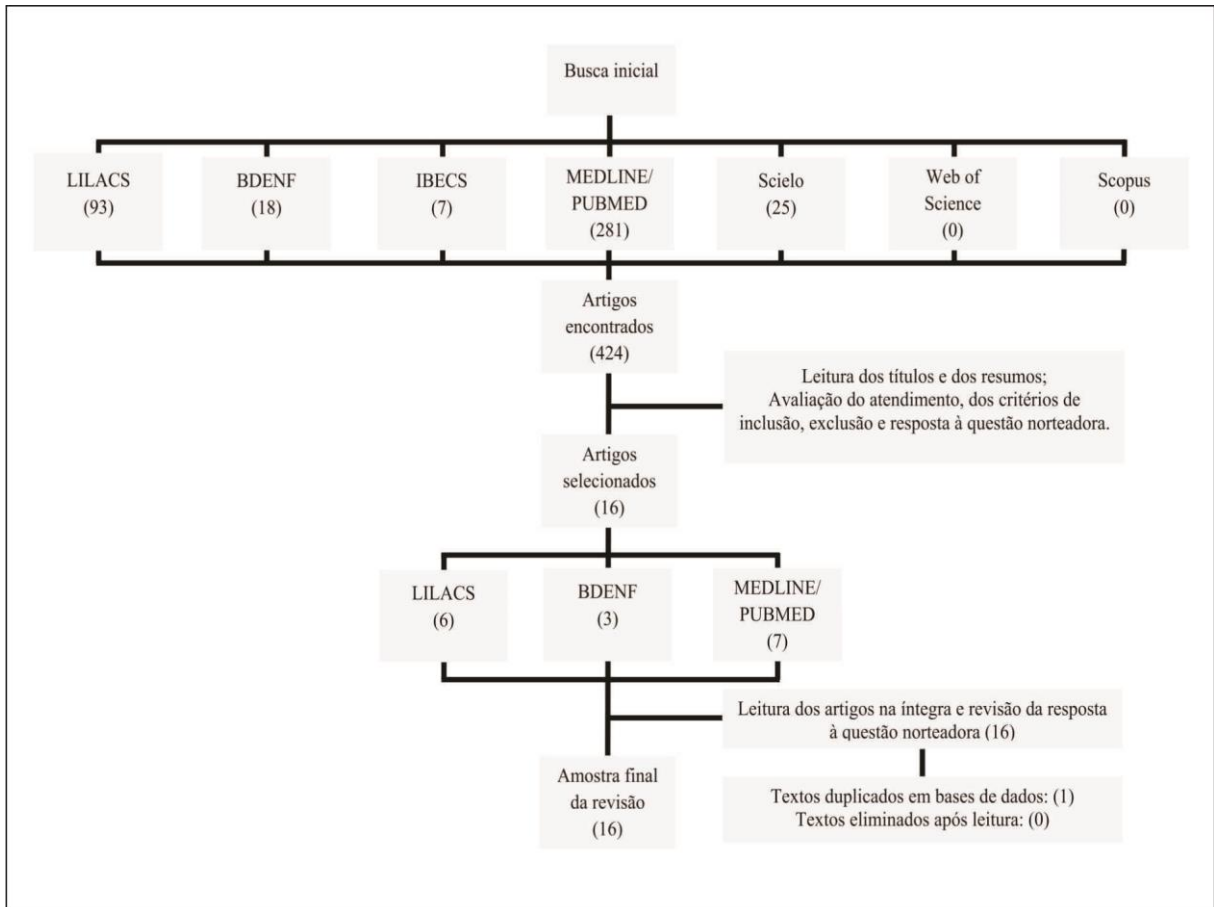 Busca inicial
LILACS
(93)
BDENF
(18)
IBECS
(7)
MEDLINE/
PUBMED
(281)
Scielo
(25)
Web of
Science
(0)
Scopus
(0)
Artigos
encontrados
(424)
Leitura dos títulos e dos resumos;
Avaliação do atendimento, dos critérios de
inclusão, exclusão e resposta à questão norteadora.
Artigos
selecionados
(16)
LILACS
(6)
BDENF
(3)
MEDLINE/
PUBMED
(7)
Leitura dos artigos na íntegra e revisão da resposta
à questão norteadora (16)
Amostra final
da revisão
(16)
Textos duplicados em bases de dados: (1)
Textos eliminados após leitura: (0)